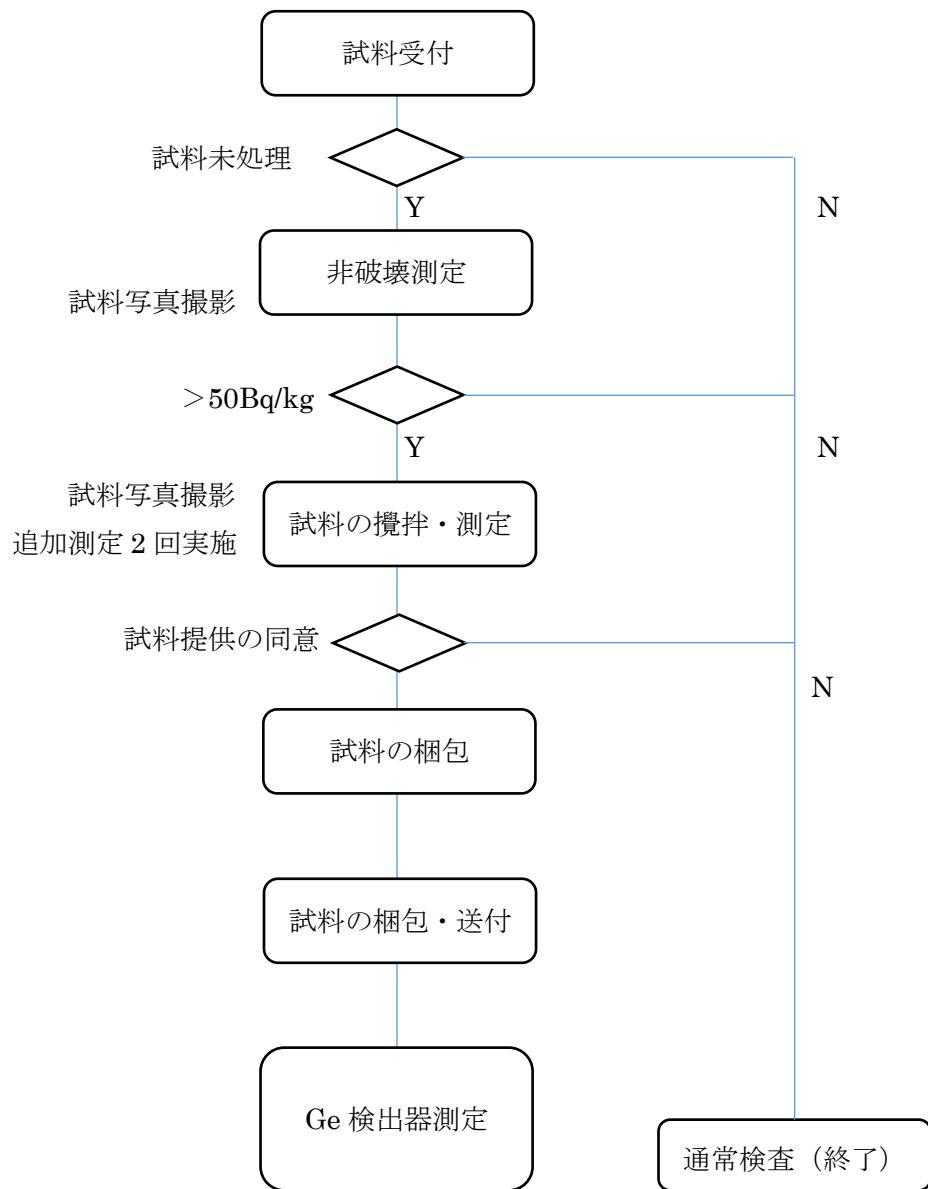 試料受付
試料未処理
Y
N
非破壊測定
試料写真撮影
＞50Bq/kg
Y
N
試料写真撮影
追加測定 2 回実施
試料の攪拌・測定
試料提供の同意
N
試料の梱包
試料の梱包・送付
Ge 検出器測定
通常検査（終了）